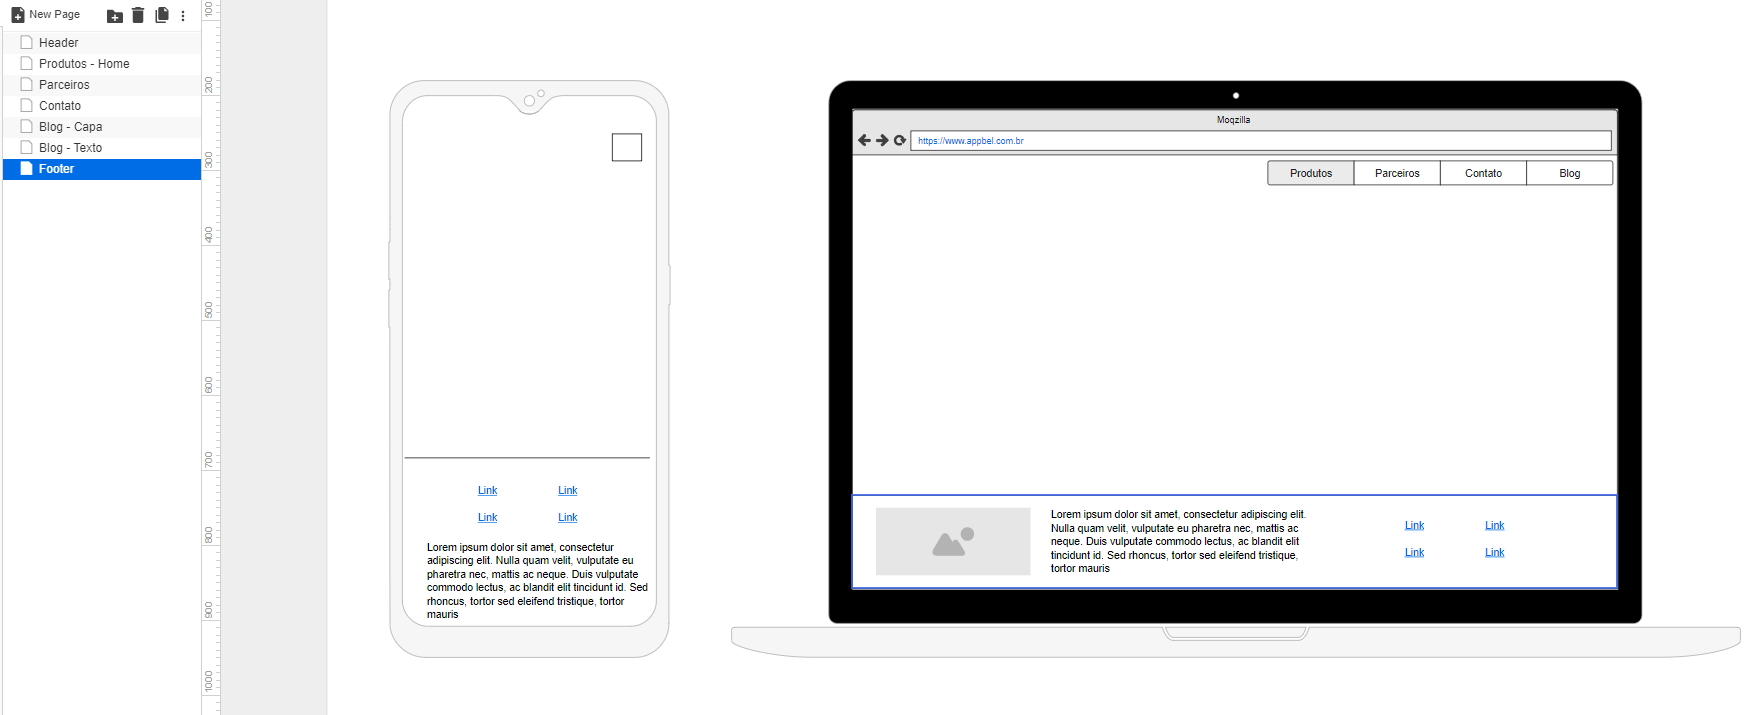 New Page
Header
Produtos - Home
Parceiros
Contato
Blog - Capa
Blog - Texto
Footer
100
200
300
400
500
600
700
800
900
1000
Link Link
Link Link
Lorem ipsum dolor sit amet, consectetur
adipiscing elit. Nulla quam velit, vulputate eu
pharetra nec, mattis ac neque. Duis vulputate
commodo lectus, ac blandit elit tincidunt id. Sed
rhoncus, tortor sed eleifend tristique, tortor
mauris
Moqzilla
https://www.appbel.com.br
Produtos Parceiros Contato Blog
Lorem ipsum dolor sit amet, consectetur adipiscing elit.
Nulla quam velit, vulputate eu pharetra nec, mattis ac
neque. Duis vulputate commodo lectus, ac blandit elit
tincidunt id. Sed rhoncus, tortor sed eleifend tristique,
tortor mauris
Link Link
Link Link